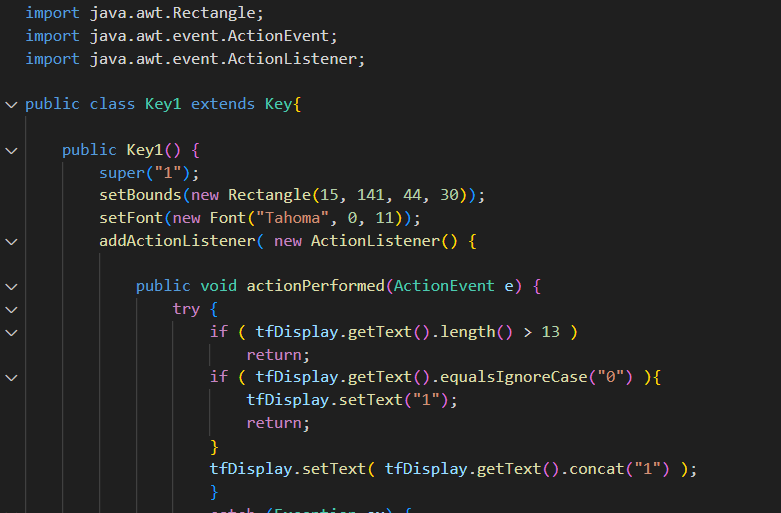 import java.awt.Rectangle;
import java.awt.event.ActionEvent;
import java.awt.event.ActionListener;
public class Key1 extends Key{
public Key1() {
super("1");
setBounds(new Rectangle(15, 141, 44, 30));
setFont(new Font("Tahoma", 0, 11));
addActionListener( new ActionListener() {
public void actionPerformed(ActionEvent e) {
try {
if ( tfDisplay.getText().length() > 13 )
return;
if ( tfDisplay.getText().equalsIgnoreCase("0") ){
tfDisplay.setText("1");
return;
}
tfDisplay.setText( tfDisplay.getText().concat("1") );
}
catch (Exception ex) {